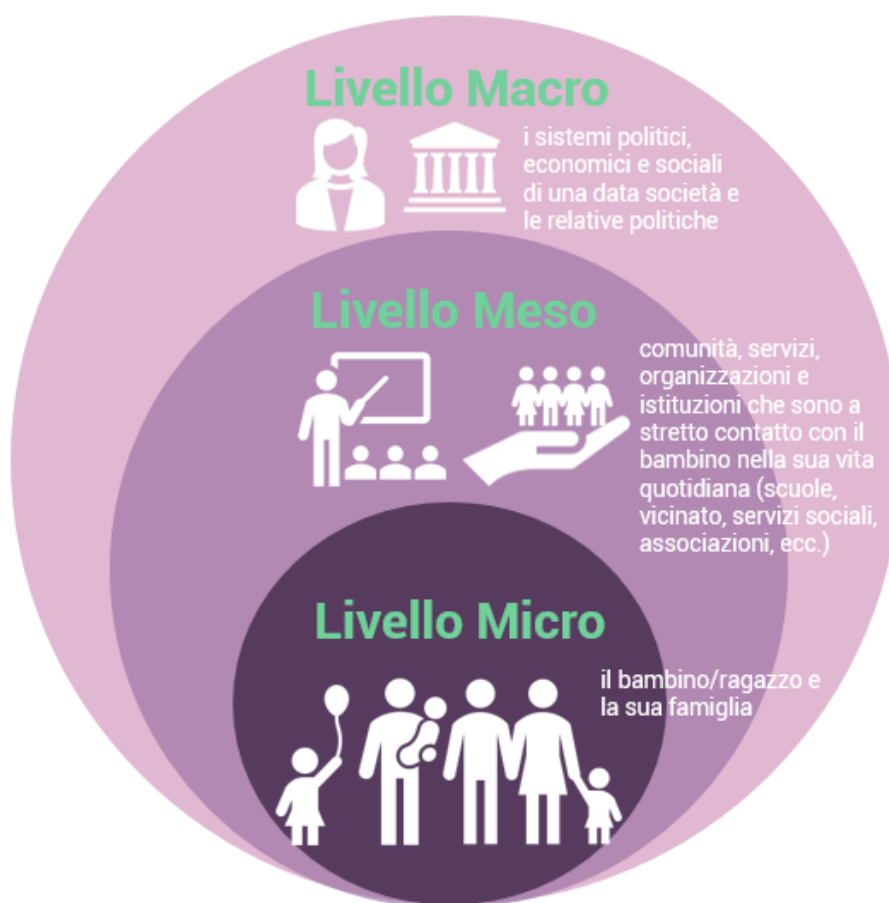 Livello Macro
i sistemi politici,
economici e sociali
di una data società e
le relative politiche
Livello Meso
comunità, servizi,
organizzazioni e
istituzioni che sono a
stretto contatto con il
bambino nella sua vita
quotidiana (scuole,
vicinato, servizi sociali,
associazioni, ecc.)
Livello Micro
il bambino/ragazzo e
la sua famiglia